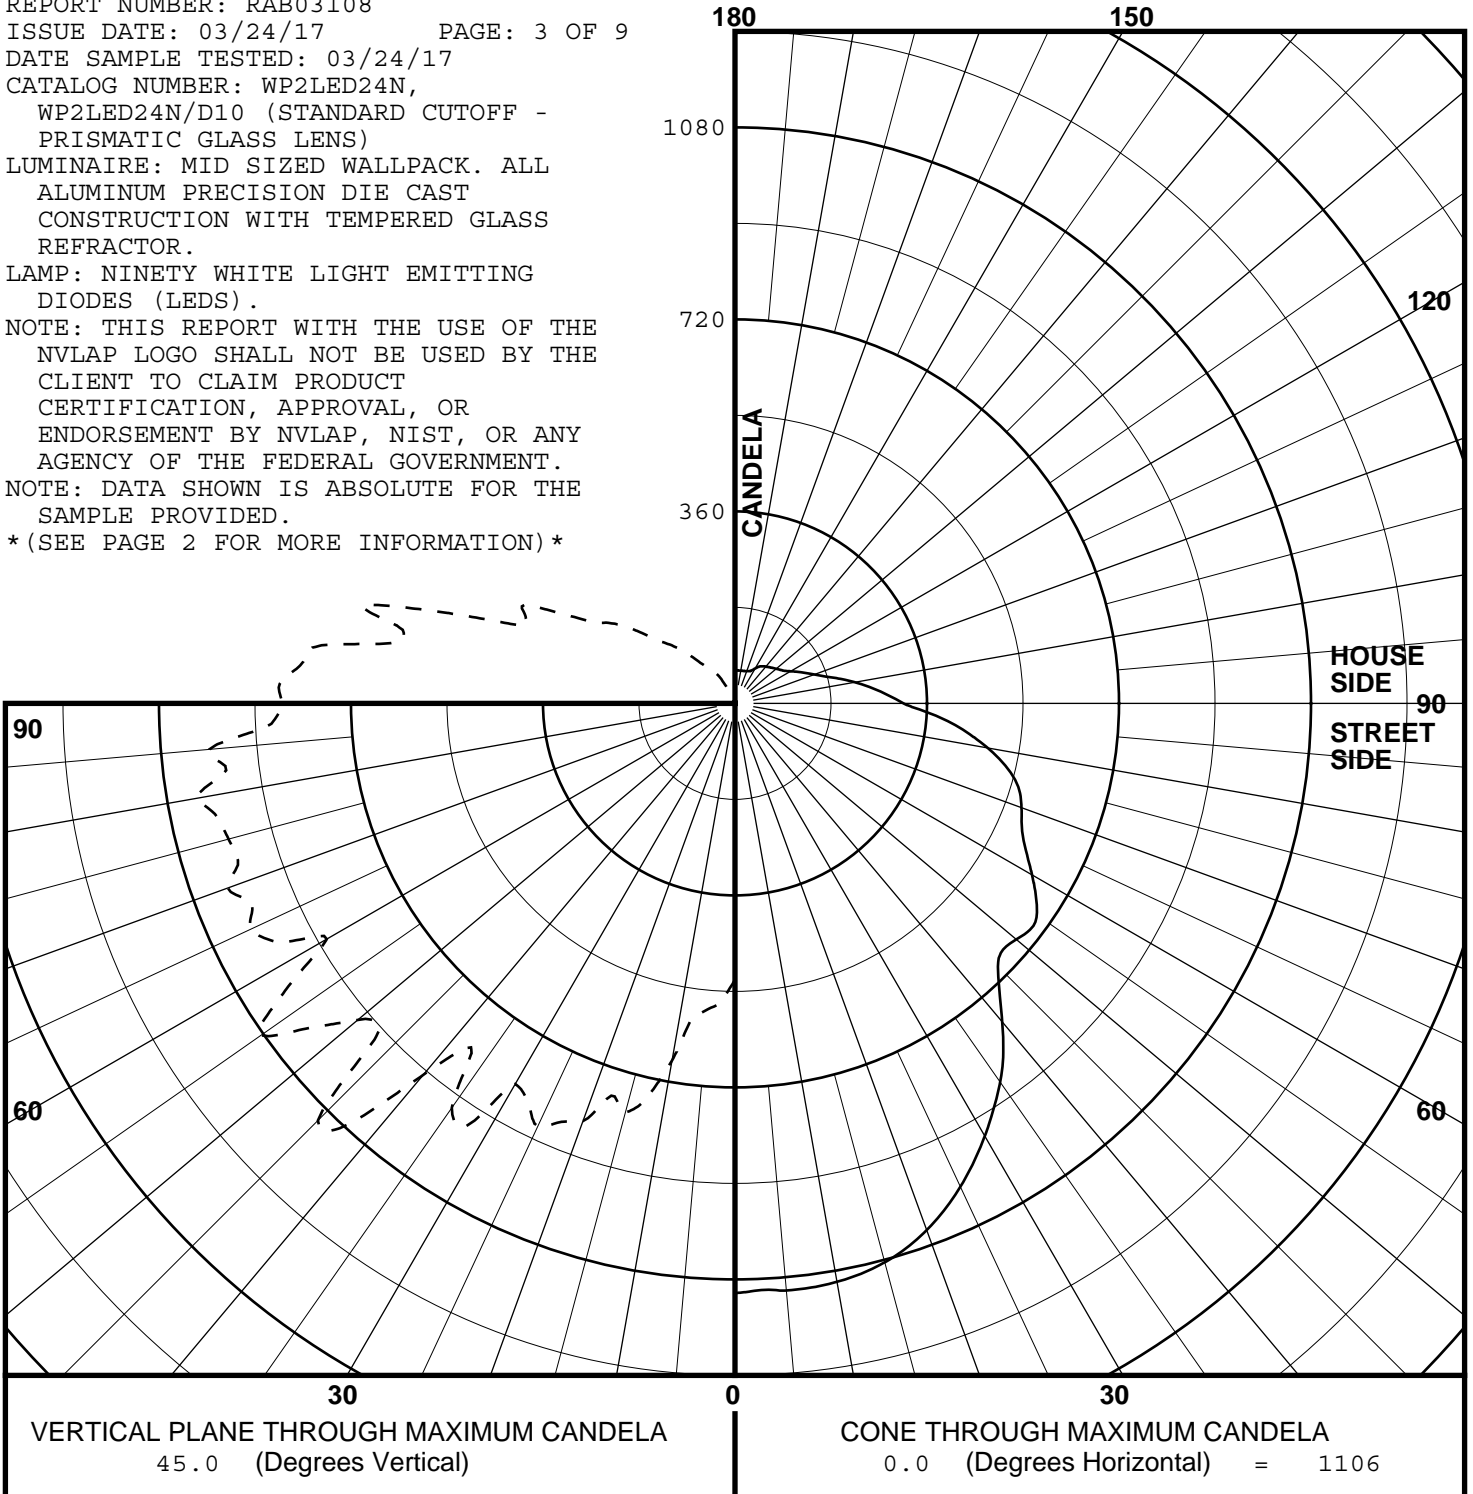 REPORT NUMBER: RAB03108
ISSUE DATE: 03/24/17 PAGE: 3 OF 9
DATE SAMPLE TESTED: 03/24/17
CATALOG NUMBER: WP2LED24N,
WP2LED24N/D10 (STANDARD CUTOFF -
PRISMATIC GLASS LENS)
LUMINAIRE: MID SIZED WALLPACK. ALL
ALUMINUM PRECISION DIE CAST
CONSTRUCTION WITH TEMPERED GLASS
REFRACTOR.
LAMP: NINETY WHITE LIGHT EMITTING
DIODES (LEDS).
NOTE: THIS REPORT WITH THE USE OF THE
NVLAP LOGO SHALL NOT BE USED BY THE
CLIENT TO CLAIM PRODUCT
CERTIFICATION, APPROVAL, OR
ENDORSEMENT BY NVLAP, NIST, OR ANY
AGENCY OF THE FEDERAL GOVERNMENT.
NOTE: DATA SHOWN IS ABSOLUTE FOR THE
SAMPLE PROVIDED.
*(SEE PAGE 2 FOR MORE INFORMATION)*
180
150
1080
120
720
CANDELA
360
HOUSE
SIDE
90
90
STREET
SIDE
60
60
30
0
30
VERTICAL PLANE THROUGH MAXIMUM CANDELA
45.0 (Degrees Vertical)
CONE THROUGH MAXIMUM CANDELA
0.0 (Degrees Horizontal) = 1106